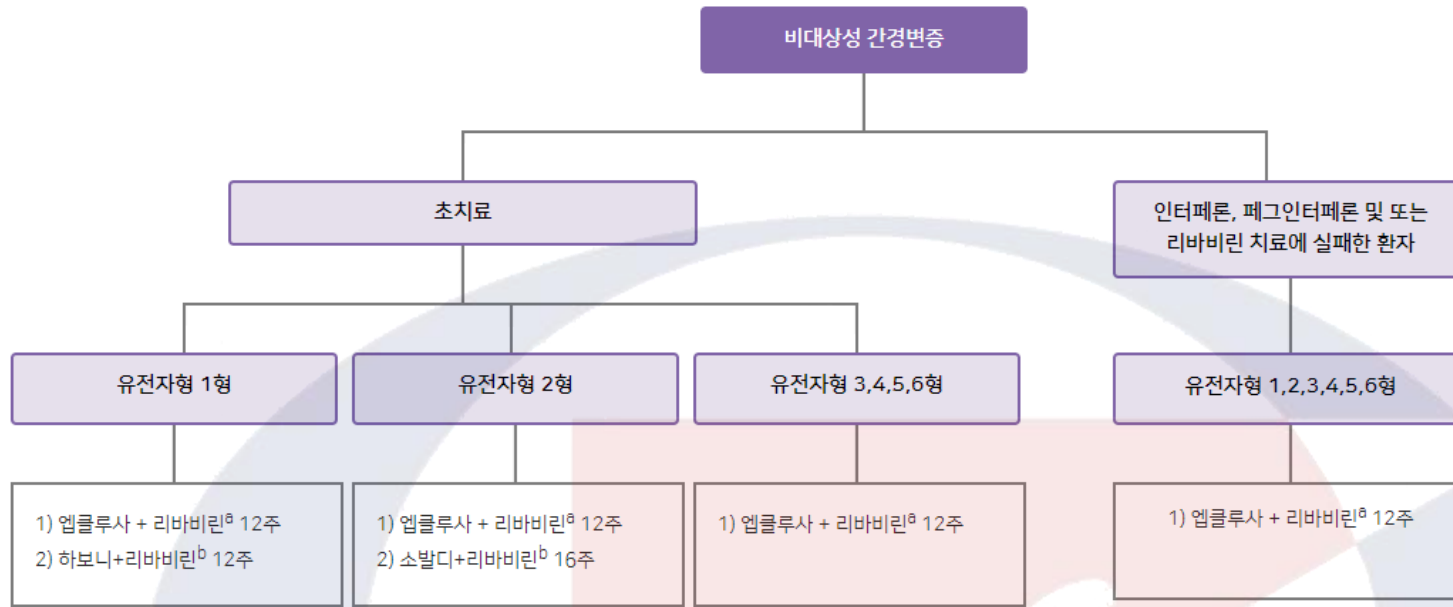 비대상성 간경변증
초치료
인터페론, 페그인터페론 및 또는
리바비린 치료에 실패한 환자
유전자형 1형
유전자형 2형
유전자형 3,4,5,6형
유전자형 1,2,3,4,5,6형
1) 엡클루사 + 리바비린a 12주
2) 하보니+리바비린b 12주
1) 엡클루사 + 리바비린a 12주
2) 소발디+리바비린b 16주
1) 엡클루사 + 리바비린a 12주
1) 엡클루사 + 리바비린a 12주